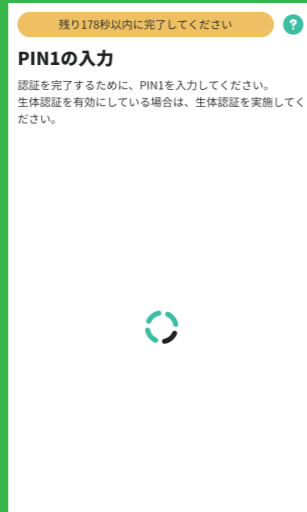 残り178秒以内に完了してください
?
PIN1の入力
認証を完了するために、PIN1を入力してください。
生体認証を有効にしている場合は、生体認証を実施してく
ださい。